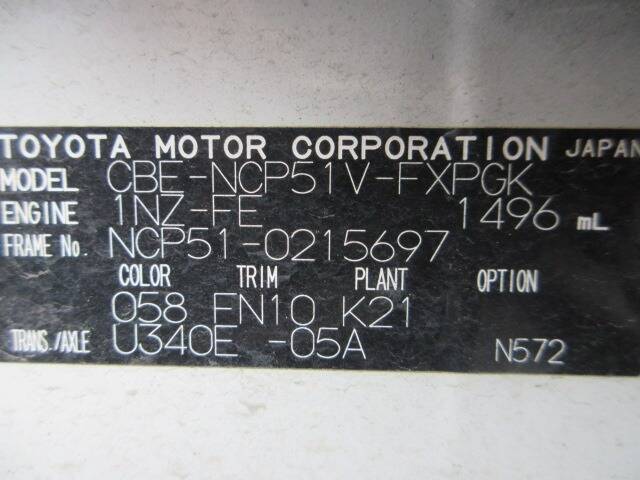 TOYOTA MOTOR CORPORATION JAPAN
MODEL CBE-NCP51V-FXPGK
ENGINE 1NZ-FE 1496 mL
FRAME No. NCP51-0215697
COLOR TRIM PLANT OPTION
058 FN10 K21
TRANS./AXLE U340E -05A N572